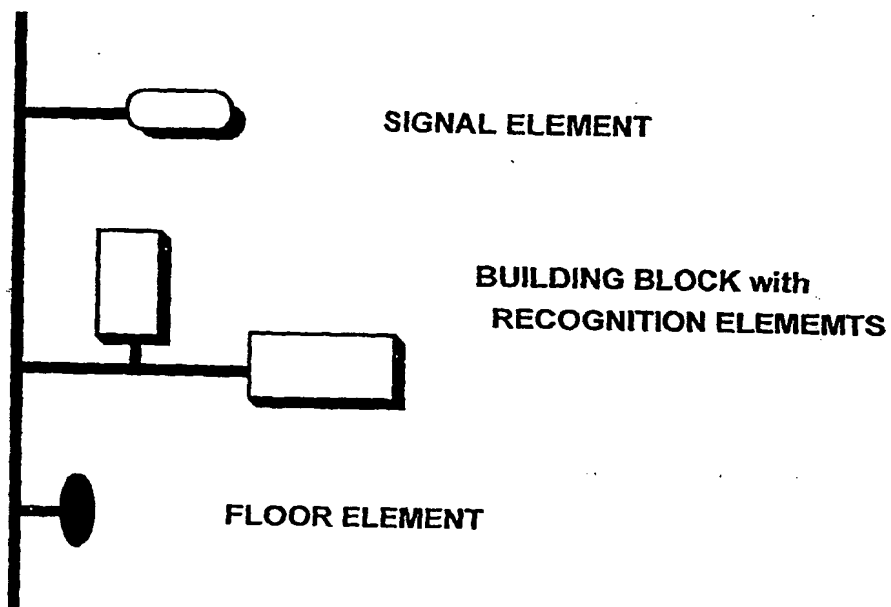 SIGNAL ELEMENT
BUILDING BLOCK with
RECOGNITION ELEMEMTS
FLOOR ELEMENT